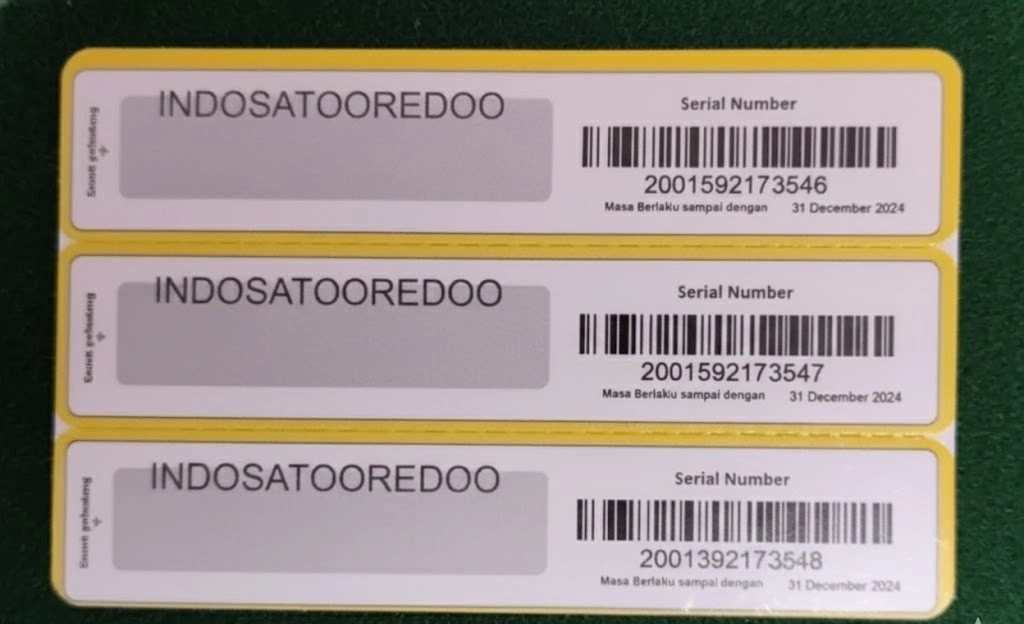 INDOSATOOREDOO
Serial Number
2001592173546
Masa Berlaku sampai dengan 31 December 2024
INDOSATOOREDOO
Serial Number
2001592173547
Masa Berlaku sampai dengan 31 December 2024
INDOSATOOREDOO
Serial Number
2001392173548
Masa Berlaku sampai dengan 31 December 2024